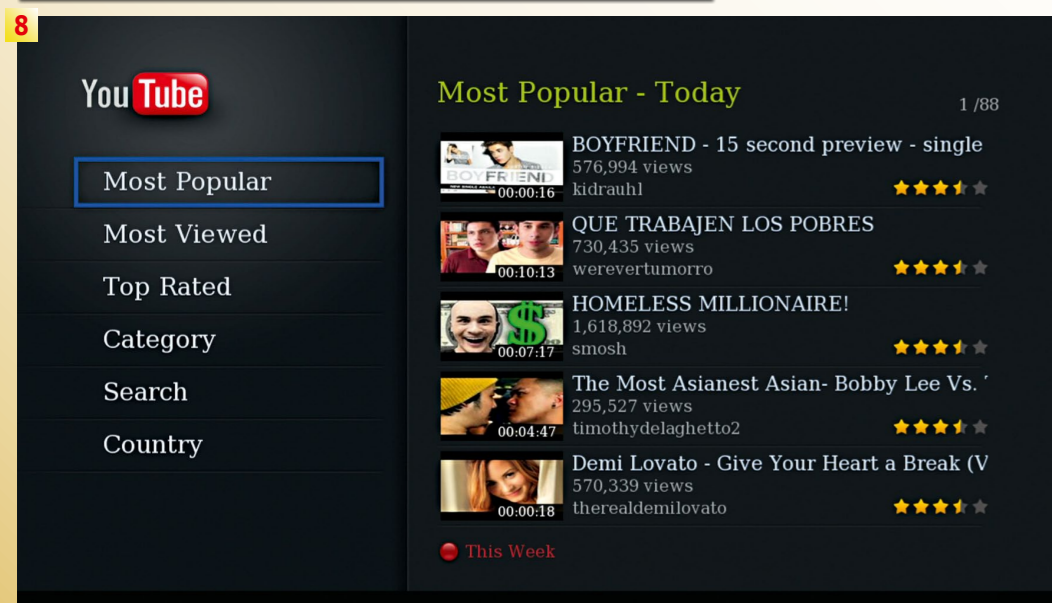 8
YouTube
Most Popular
Most Viewed
Top Rated
Category
Search
Country
Most Popular - Today
1 /88
BOYFRIEND
00:00:16
BOYFRIEND - 15 second preview - single
576,994 views
kidrauhl
00:10:13
QUE TRABAJEN LOS POBRES
730,435 views
werevertumorro
00:07:17
HOMELESS MILLIONAIRE!
1,618,892 views
smosh
00:04:47
The Most Asianest Asian- Bobby Lee Vs.
295,527 views
timothydelaghetto2
00:00:18
Demi Lovato - Give Your Heart a Break (V
570,339 views
therealdemilovato
This Week